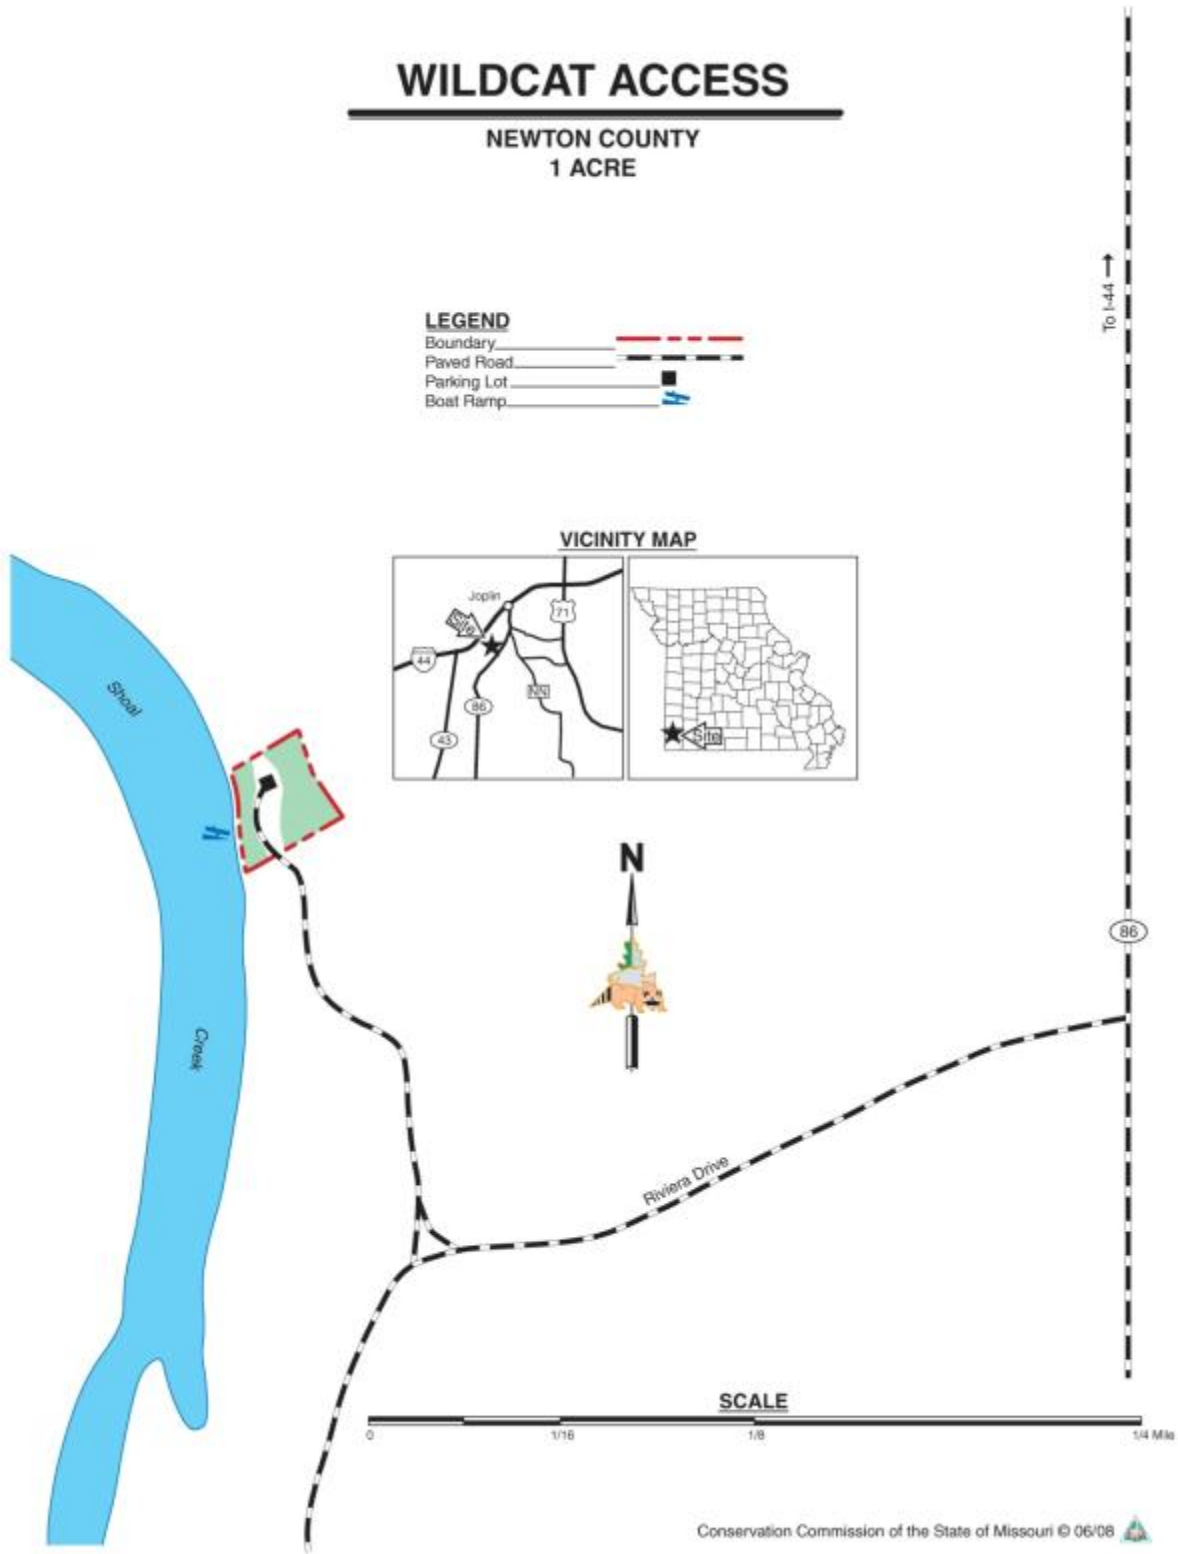 WILDCAT ACCESS
NEWTON COUNTY
1 ACRE
To I-44
LEGEND
Boundary
Paved Road
Parking Lot
Boat Ramp
VICINITY MAP
Joplin
71
Site
44
NN
86
43
Site
Shoal
N
86
Creek
Riviera Drive
SCALE
0 1/16 1/8 1/4 Mile
Conservation Commission of the State of Missouri © 06/08